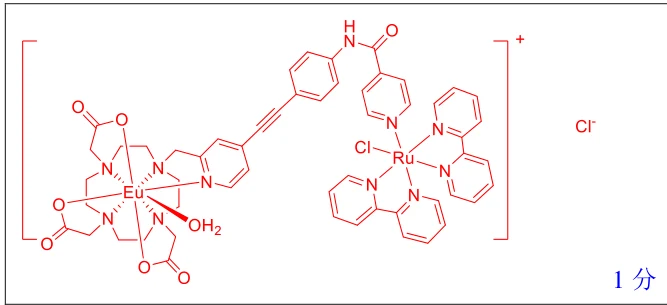 H
N O
+
N N
Cl Cl-
Ru
O O
N N N
Eu N N
O N N
OH2
O O O
1 分